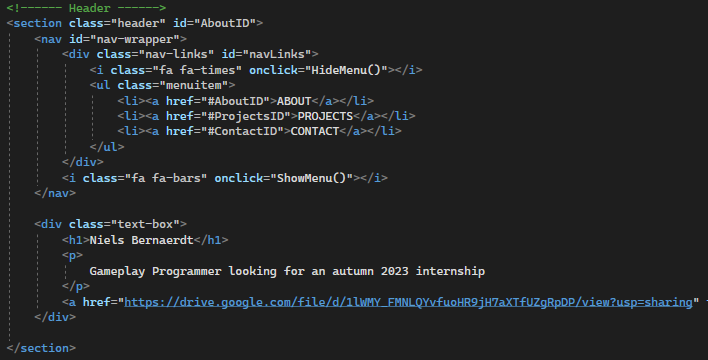 <!------ Header ------>
<section class="header" id="AboutID">
<nav id="nav-wrapper">
<div class="nav-links" id="navLinks">
<i class="fa fa-times" onclick="HideMenu()"></i>
<ul class="menuitem">
<li><a href="#AboutID">ABOUT</a></li>
<li><a href="#ProjectsID">PROJECTS</a></li>
<li><a href="#ContactID">CONTACT</a></li>
</ul>
</div>
<i class="fa fa-bars" onclick="ShowMenu()"></i>
</nav>
<div class="text-box">
<h1>Niels Bernaerdt</h1>
<p>
Gameplay Programmer looking for an autumn 2023 internship
</p>
<a href="https://drive.google.com/file/d/1lWMY_FMNLQYvfuoHR9jH7aXTfUZgRpDP/view?usp=sharing"
</div>
</section>